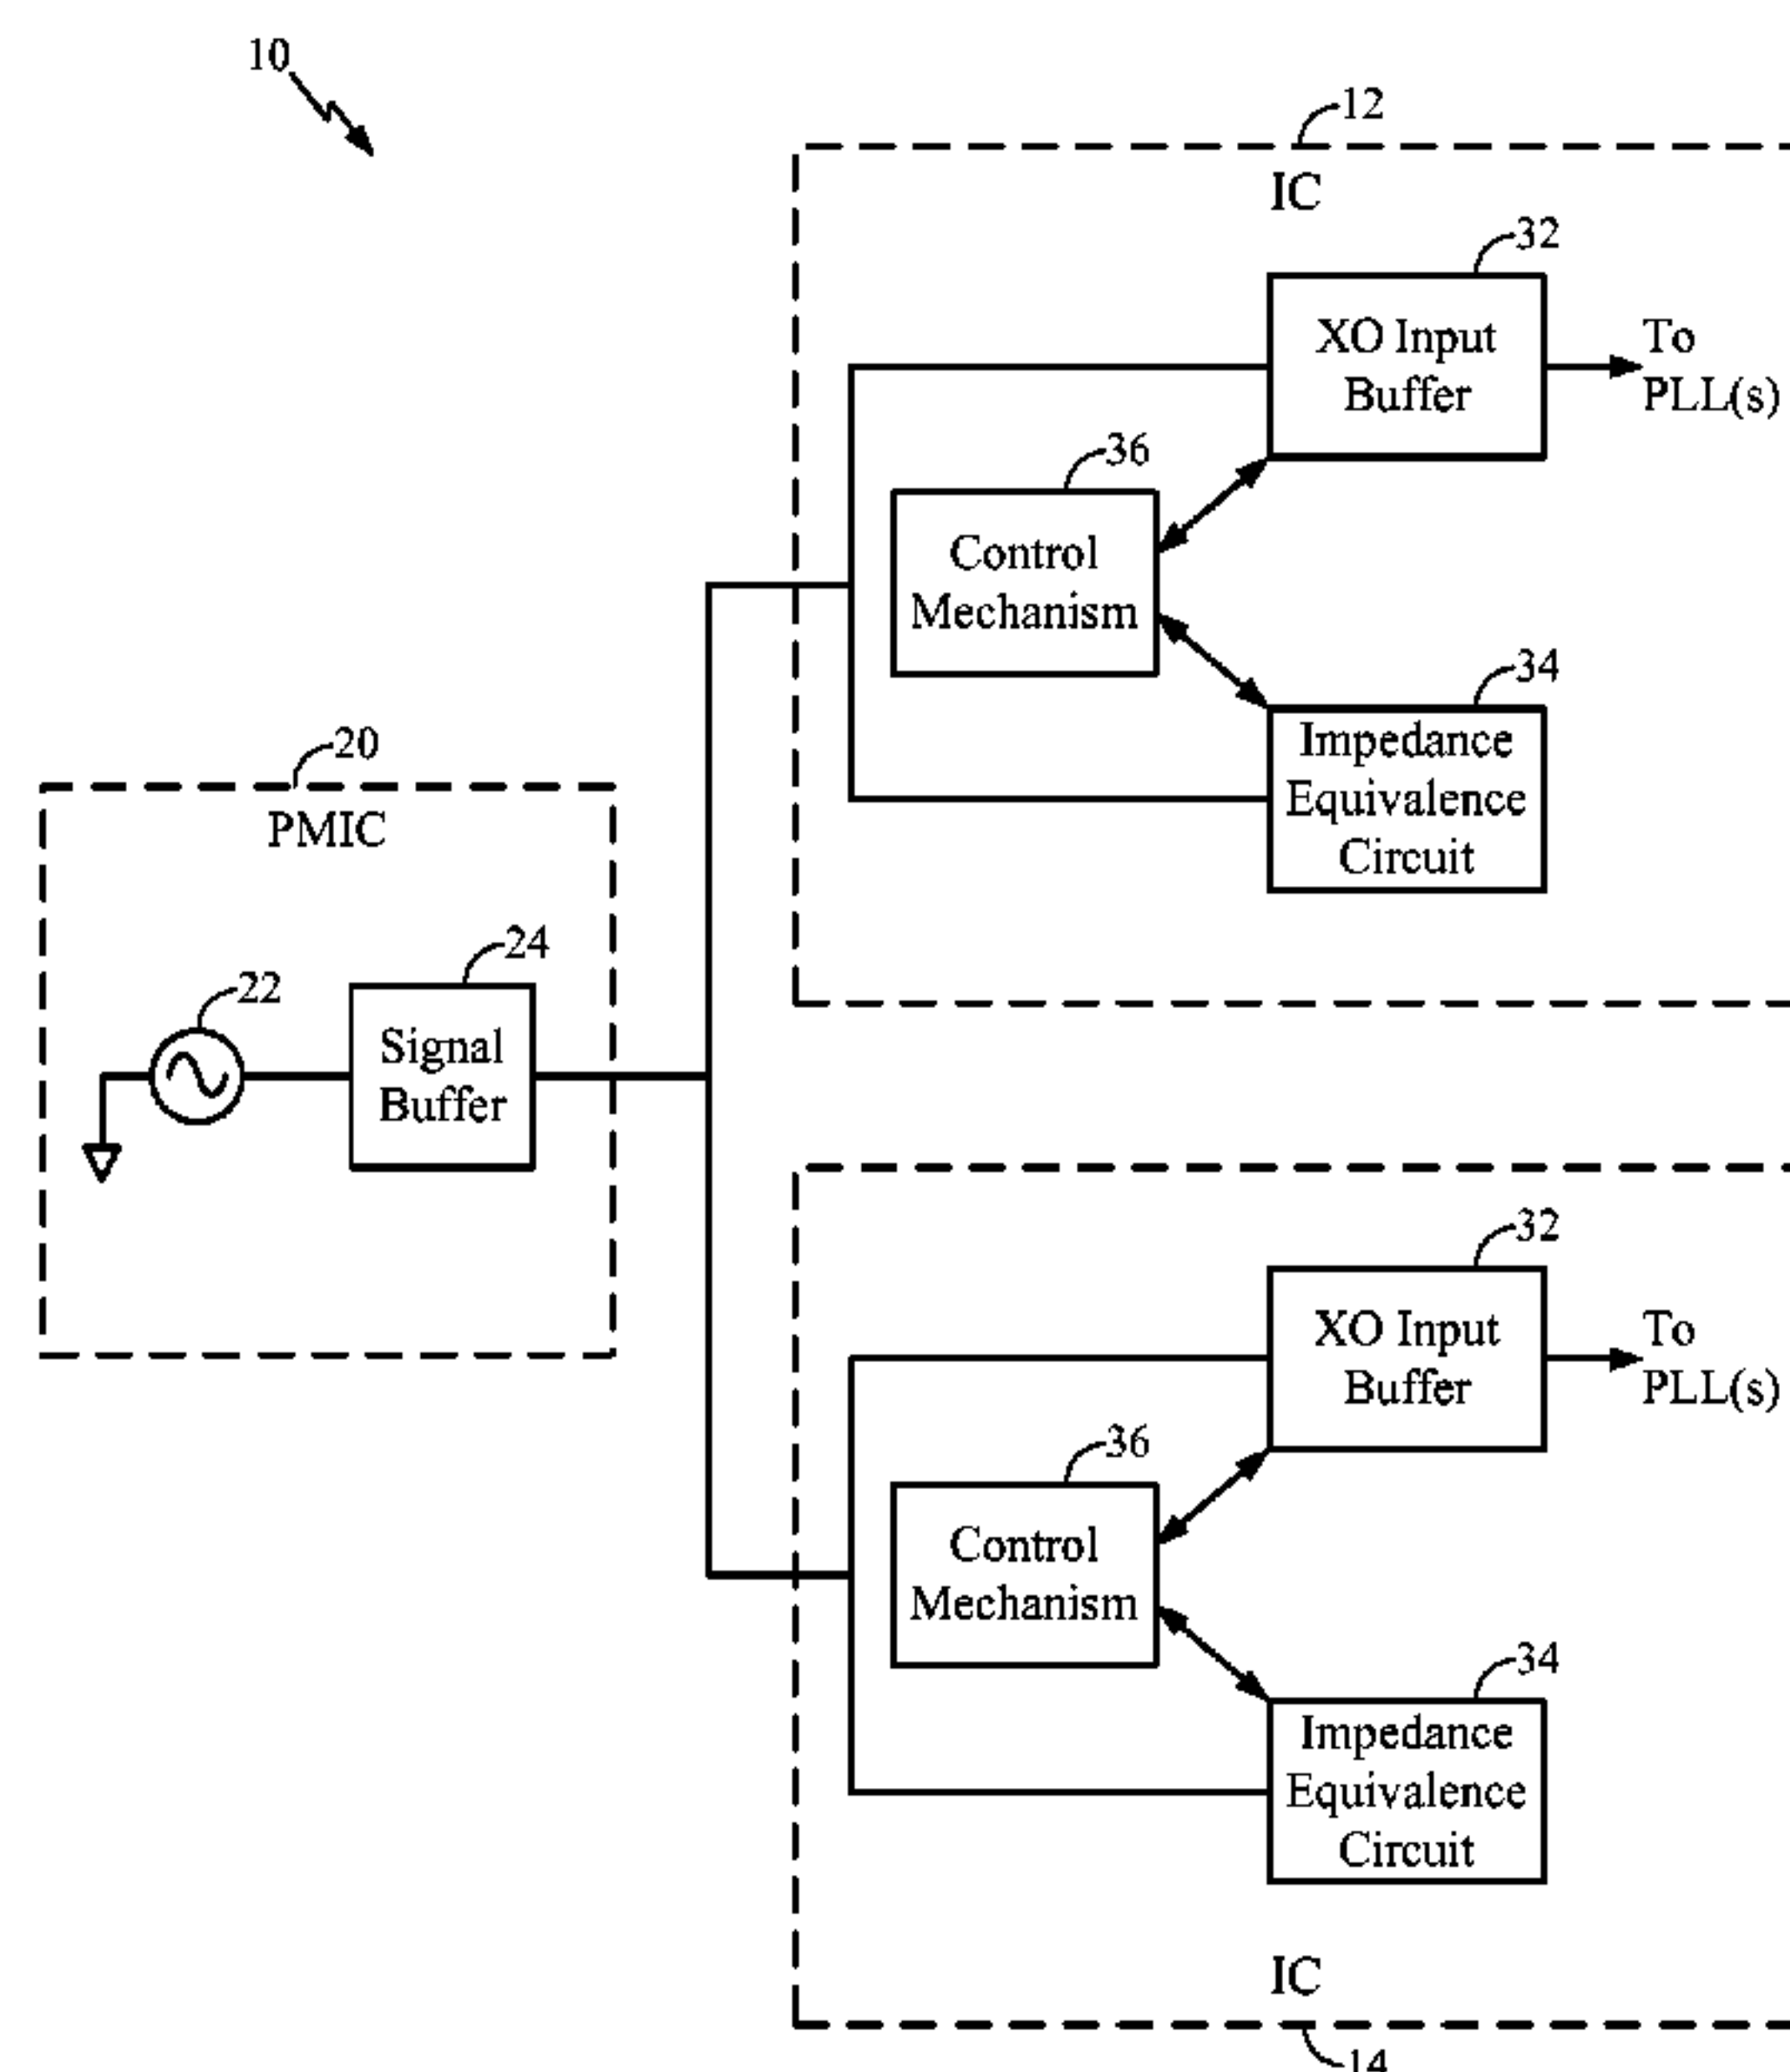 10
12
IC
32
XO Input
Buffer
To
PLL(s)
36
Control
Mechanism
34
Impedance
Equivalence
Circuit
20
PMIC
24
22
Signal
Buffer
32
XO Input
Buffer
To
PLL(s)
36
Control
Mechanism
34
Impedance
Equivalence
Circuit
IC
14